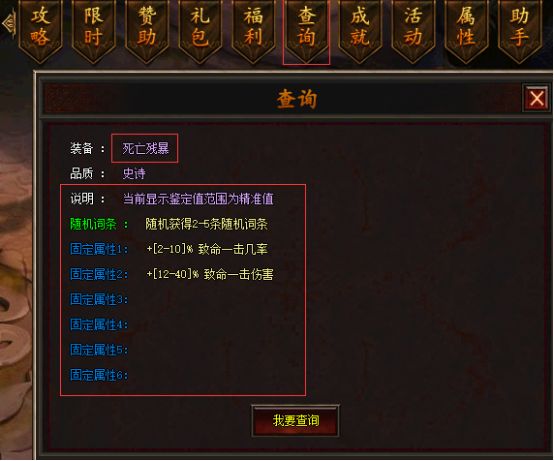 攻略 限时 赞助 礼包 福利 查询 成就 活动 属性 助手
查询
装备： 死亡残暴
品质： 史诗
说明： 当前显示鉴定值范围为精准值
随机词条： 随机获得2-5条随机词条
固定属性1： +[2-10]% 致命一击几率
固定属性2： +[12-40]% 致命一击伤害
固定属性3：
固定属性4：
固定属性5：
固定属性6：
我要查询